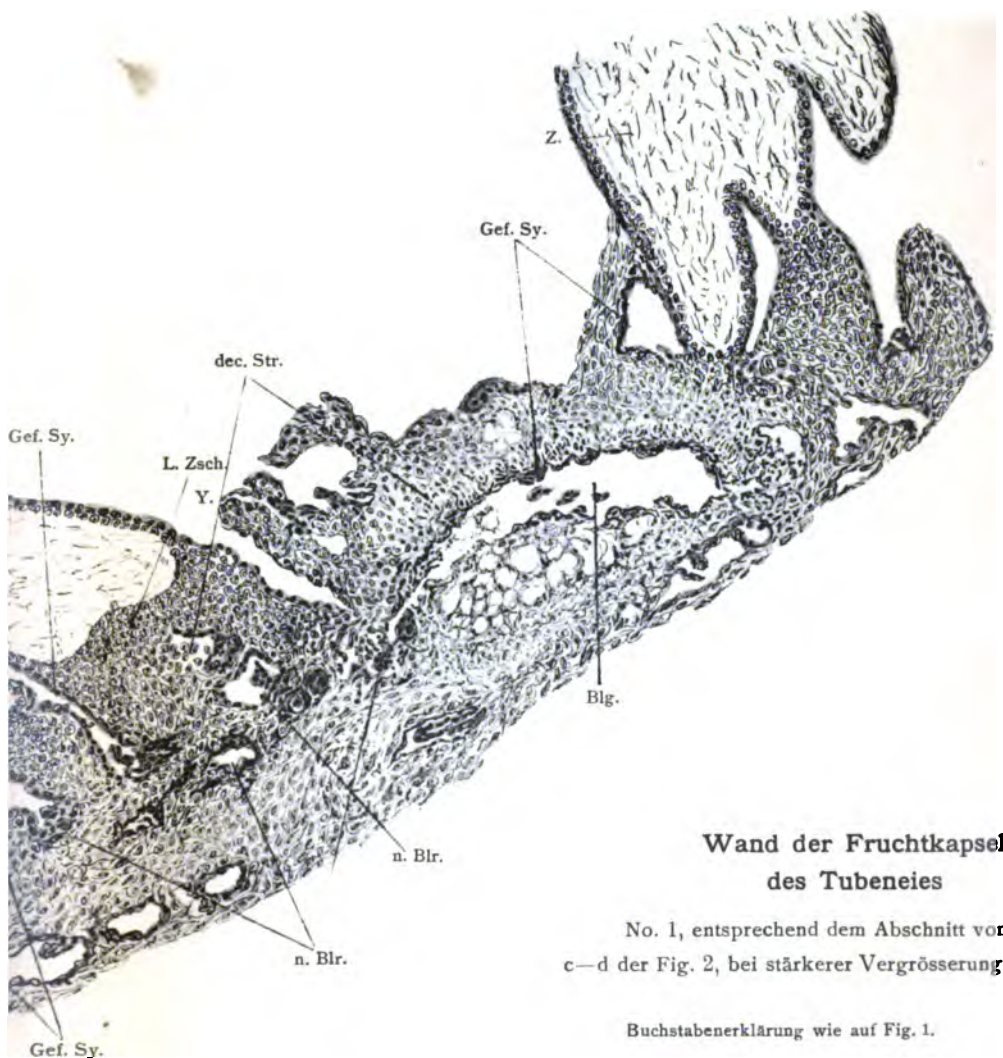 Z.
Gef. Sy.
dec. Str.
Gef. Sy.
L. Zsch.
Y.
Blg.
n. Blr.
n. Blr.
Gef. Sy.
Wand der Fruchtkapsel
des Tubeneies
No. 1, entsprechend dem Abschnitt von
c—d der Fig. 2, bei stärkerer Vergrösserung
Buchstabenerklärung wie auf Fig. 1.